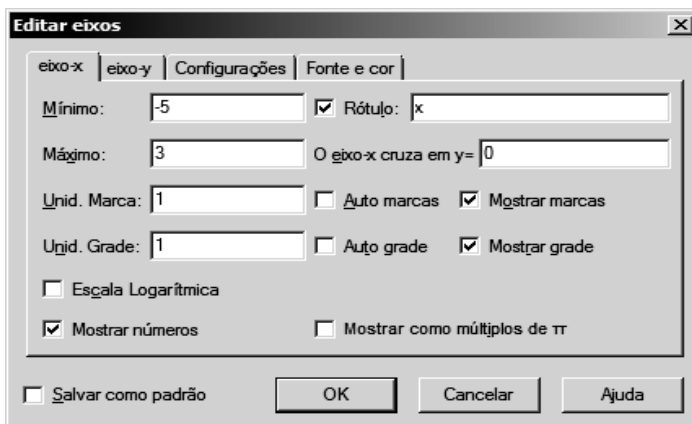 Editar eixos
eixo-x eixo-y Configurações Fonte e cor
Mínimo: -5 Rótulo: x
Máximo: 3 O eixo-x cruza em y= 0
Unid. Marca: 1 Auto marcas Mostrar marcas
Unid. Grade: 1 Auto grade Mostrar grade
Escala Logarítmica
Mostrar números Mostrar como múltiplos de π
Salvar como padrão OK Cancelar Ajuda